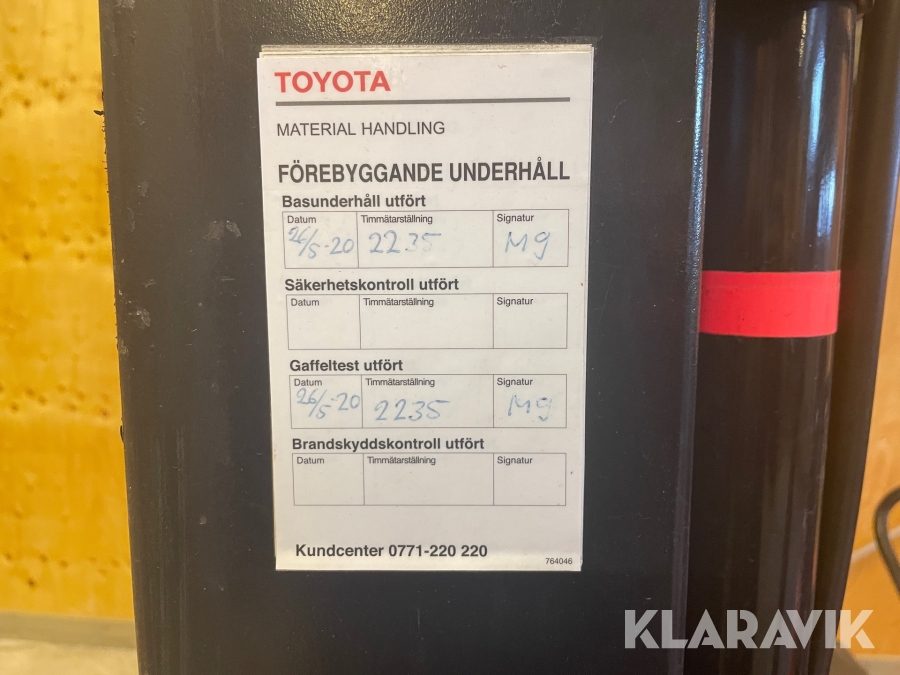 TOYOTA
MATERIAL HANDLING
FÖREBYGGANDE UNDERHÅLL
Basunderhåll utfört
Datum Timmätarställning Signatur
26/5-20 2235 Mg
Säkerhetskontroll utfört
Datum Timmätarställning Signatur
Gaffeltest utfört
Datum Timmätarställning Signatur
26/5-20 2235 Mg
Brandskyddskontroll utfört
Datum Timmätarställning Signatur
Kundcenter 0771-220 220
764046
KLARAVIK